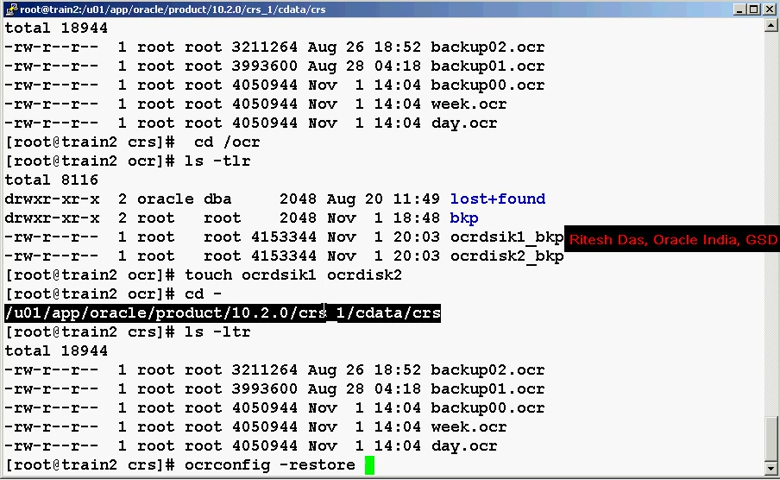 root@train2:/u01/app/oracle/product/10.2.0/crs_1/cdata/crs
total 18944
-rw-r--r-- 1 root root 3211264 Aug 26 18:52 backup02.ocr
-rw-r--r-- 1 root root 3993600 Aug 28 04:18 backup01.ocr
-rw-r--r-- 1 root root 4050944 Nov 1 14:04 backup00.ocr
-rw-r--r-- 1 root root 4050944 Nov 1 14:04 week.ocr
-rw-r--r-- 1 root root 4050944 Nov 1 14:04 day.ocr
[root@train2 crs]# cd /ocr
[root@train2 ocr]# ls -tlr
total 8116
drwxr-xr-x 2 oracle dba 2048 Aug 20 11:49 lost+found
drwxr-xr-x 2 root root 2048 Nov 1 18:48 bkp
-rw-r--r-- 1 root root 4153344 Nov 1 20:03 ocrdsik1_bkp
Ritesh Das, Oracle India, GSD
-rw-r--r-- 1 root root 4153344 Nov 1 20:03 ocrdisk2_bkp
[root@train2 ocr]# touch ocrdsik1 ocrdisk2
[root@train2 ocr]# cd -
/u01/app/oracle/product/10.2.0/crs_1/cdata/crs
[root@train2 crs]# ls -ltr
total 18944
-rw-r--r-- 1 root root 3211264 Aug 26 18:52 backup02.ocr
-rw-r--r-- 1 root root 3993600 Aug 28 04:18 backup01.ocr
-rw-r--r-- 1 root root 4050944 Nov 1 14:04 backup00.ocr
-rw-r--r-- 1 root root 4050944 Nov 1 14:04 week.ocr
-rw-r--r-- 1 root root 4050944 Nov 1 14:04 day.ocr
[root@train2 crs]# ocrconfig -restore